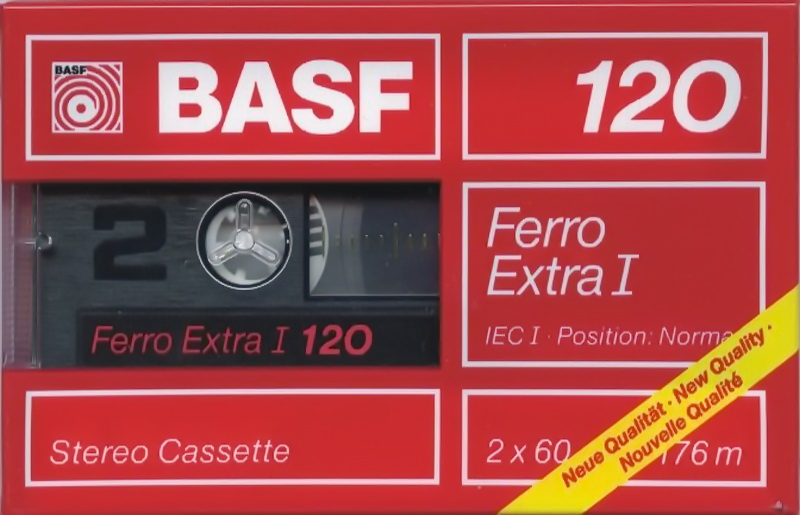 BASF
BASF
120
2
Ferro Extra I 120
Ferro
Extra I
IEC I · Position: Norma
Stereo Cassette
2 x 60
176 m
Neue Qualität · New Quality ·
Nouvelle Qualité